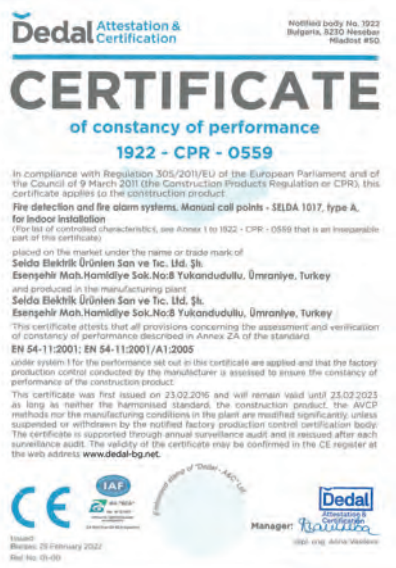 Dedal Attestation & Certification
Notified body No. 1922
Bulgaria, 8230 Nesebar
Mladost #50
CERTIFICATE
of constancy of performance
1922 - CPR - 0559
In compliance with Regulation 305/2011/EU of the European Parliament and of
the Council of 9 March 2011 (the Construction Products Regulation or CPR), this
certificate applies to the construction product
Fire detection and fire alarm systems. Manual call points - SELDA 1017, type A,
for indoor installation
(For list of controlled characteristics, see Annex 1 to 1922 - CPR - 0559 that is an inseparable
part of this certificate)
placed on the market under the name or trade mark of
Selda Elektrik Ürünleri San ve Tic. Ltd. Şti.
Esenşehir Mah.Hamidiye Sok.No:8 Yukarıdudullu, Ümraniye, Turkey
and produced in the manufacturing plant
Selda Elektrik Ürünleri San ve Tic. Ltd. Şti.
Esenşehir Mah.Hamidiye Sok.No:8 Yukarıdudullu, Ümraniye, Turkey
This certificate attests that all provisions concerning the assessment and verification
of constancy of performance described in Annex ZA of the standard
EN 54-11:2001; EN 54-11:2001/A1:2005
under system 1 for the performance set out in this certificate are applied and that the factory
production control conducted by the manufacturer is assessed to ensure the constancy of
performance of the construction product
This certificate was first issued on 23.02.2016 and will remain valid until 23.02.2023
as long as neither the harmonised standard, the construction product, the AVCP
methods nor the manufacturing conditions in the plant are modified significantly, unless
suspended or withdrawn by the notified factory production control certification body.
The certificate is supported through annual surveillance audit and is reissued after each
surveillance audit. The validity of the certificate may be confirmed in the CE register at
the web address www.dedal-bg.net.
CE
IAF
stamp of "Dedal - A&C" Ltd.
Dedal
Attestation &
Certification
Manager:
Issued:
Burgas, 25 February 2022
Ref. No. 01-00